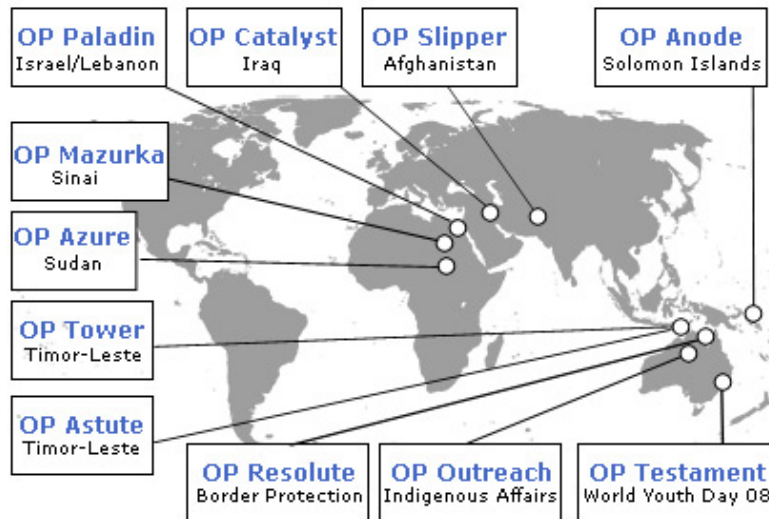 OP Paladin
Israel/Lebanon
OP Catalyst
Iraq
OP Slipper
Afghanistan
OP Anode
Solomon Islands
OP Mazurka
Sinai
OP Azure
Sudan
OP Tower
Timor-Leste
OP Astute
Timor-Leste
OP Resolute
Border Protection
OP Outreach
Indigenous Affairs
OP Testament
World Youth Day 08